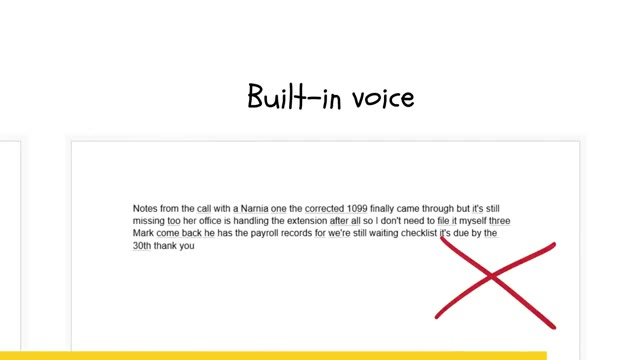 Built-in voice
Notes from the call with a Narnia one the corrected 1099 finally came through but it's still
missing too her office is handling the extension after all so I don't need to file it myself three
Mark come back he has the payroll records for we're still waiting checklist it's due by the
30th thank you